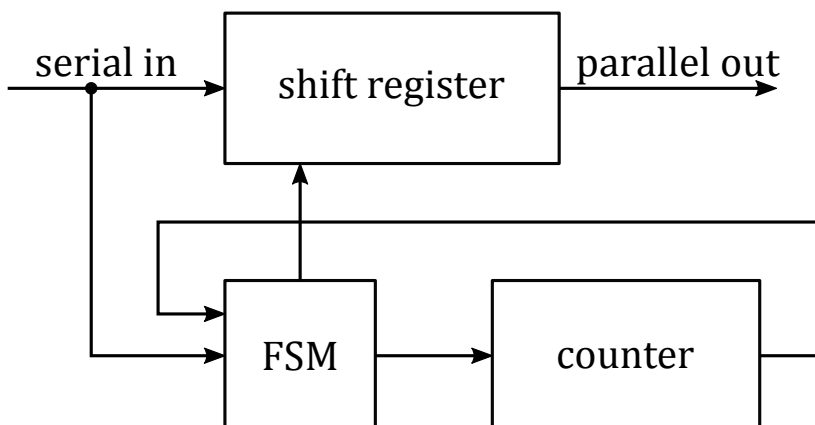 serial in
shift register
parallel out
FSM
counter